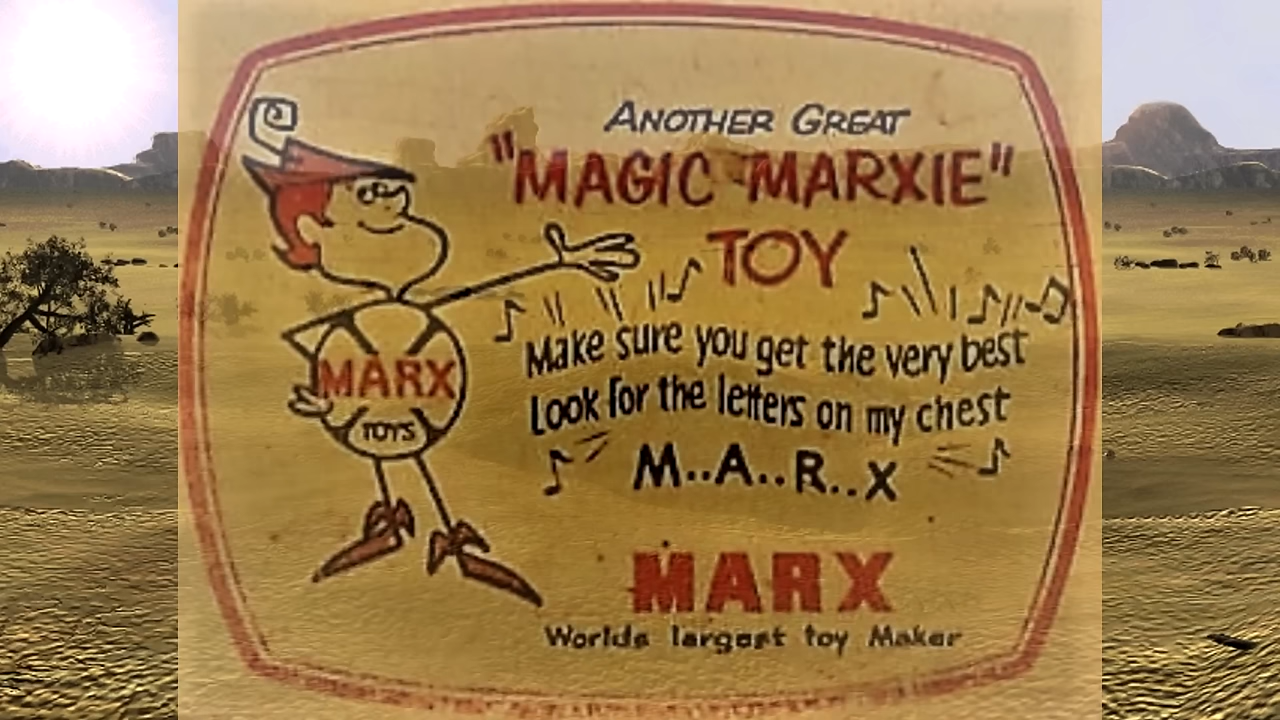 ANOTHER GREAT
"MAGIC MARXIE"
TOY
Make sure you get the very best
Look for the letters on my chest
M..A..R..X
MARX
TOYS
MARX
Worlds largest toy Maker